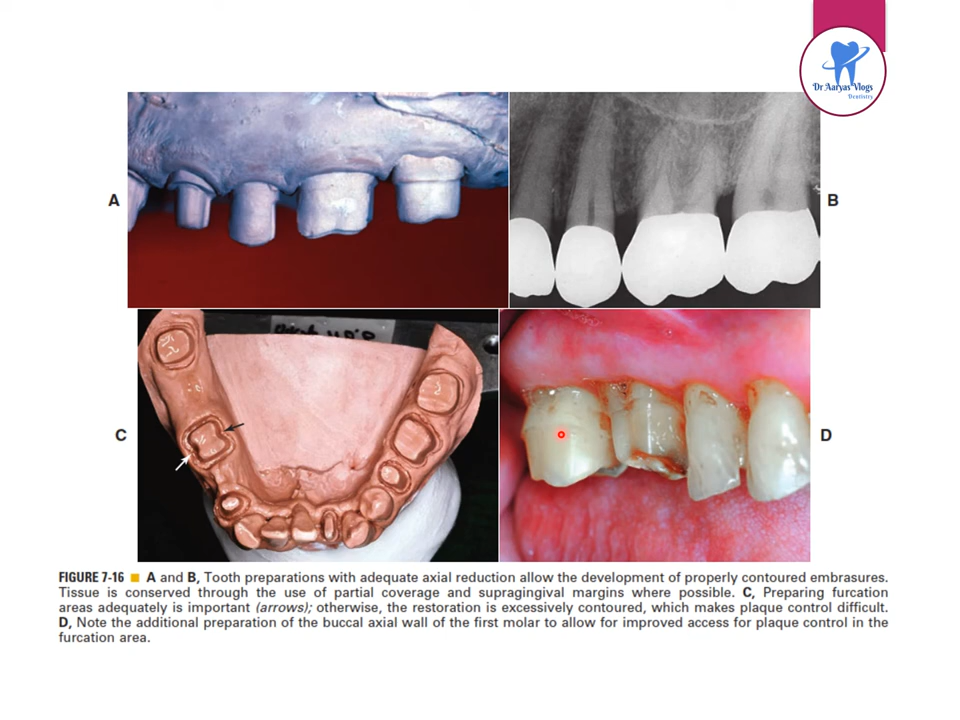 Dr Aaryas Vlogs
Dentistry
A
B
C
D
FIGURE 7-16 ■ A and B, Tooth preparations with adequate axial reduction allow the development of properly contoured embrasures.
Tissue is conserved through the use of partial coverage and supragingival margins where possible. C, Preparing furcation
areas adequately is important (arrows); otherwise, the restoration is excessively contoured, which makes plaque control difficult.
D, Note the additional preparation of the buccal axial wall of the first molar to allow for improved access for plaque control in the
furcation area.